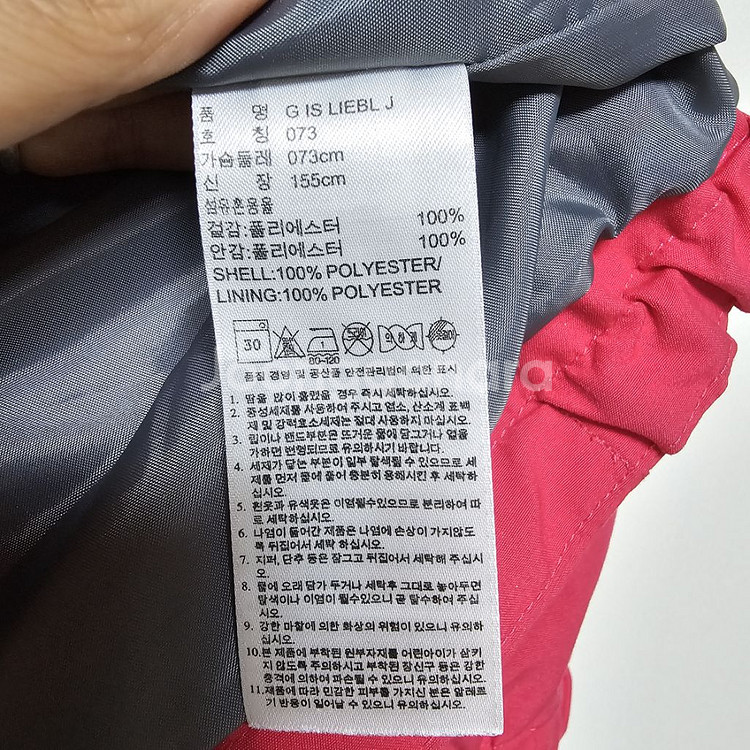 품 명 G IS LIEBL J
호 칭 073
가슴둘레 073cm
신 장 155cm
섬유혼용율
겉감:폴리에스터 100%
안감:폴리에스터 100%
SHELL:100% POLYESTER/
LINING:100% POLYESTER
30 80-120 드라이
품질 경영 및 공산품 안전관리법에 의한 표시
1. 땀을 많이 흘렸을 경우 즉시 세탁하십시오.
2. 중성세제를 사용하여 주시고 염소, 산소계 표백
제 및 강력효소세제는 절대 사용하지 마십시오.
3. 립이나 밴드부분은 뜨거운 물에 담그거나 열을
가하면 변형되므로 유의하시기 바랍니다.
4. 세제가 닿는 부분이 일부 탈색될 수 있으므로 세
제를 먼저 물에 풀어 충분히 용해시킨 후 세탁
하십시오.
5. 흰옷과 유색옷은 이염될수있으므로 분리하여 따
로 세탁하십시오.
6. 나염이 들어간 제품은 나염에 손상이 가지않도
록 뒤집어서 세탁 하십시오.
7. 지퍼, 단추 등은 잠그고 뒤집어서 세탁해 주십시오.
8. 물에 오래 담가 두거나 세탁후 그대로 놓아두면
탈색이나 이염이 될수있으니 곧 탈수하여 주십
시오.
9. 강한 마찰에 의한 화상의 위험이 있으니 유의하
십시오.
10. 본 제품에 부착된 원부자재를 어린아이가 삼키
지 않도록 주의하시고 부착된 장신구 등은 강한
충격에 의하여 파손될 수 있으니 유의하십시오.
11. 제품에 따라 민감한 피부를 가지신 분은 알레르
기 반응이 일어날 수 있으니 유의하십시오.